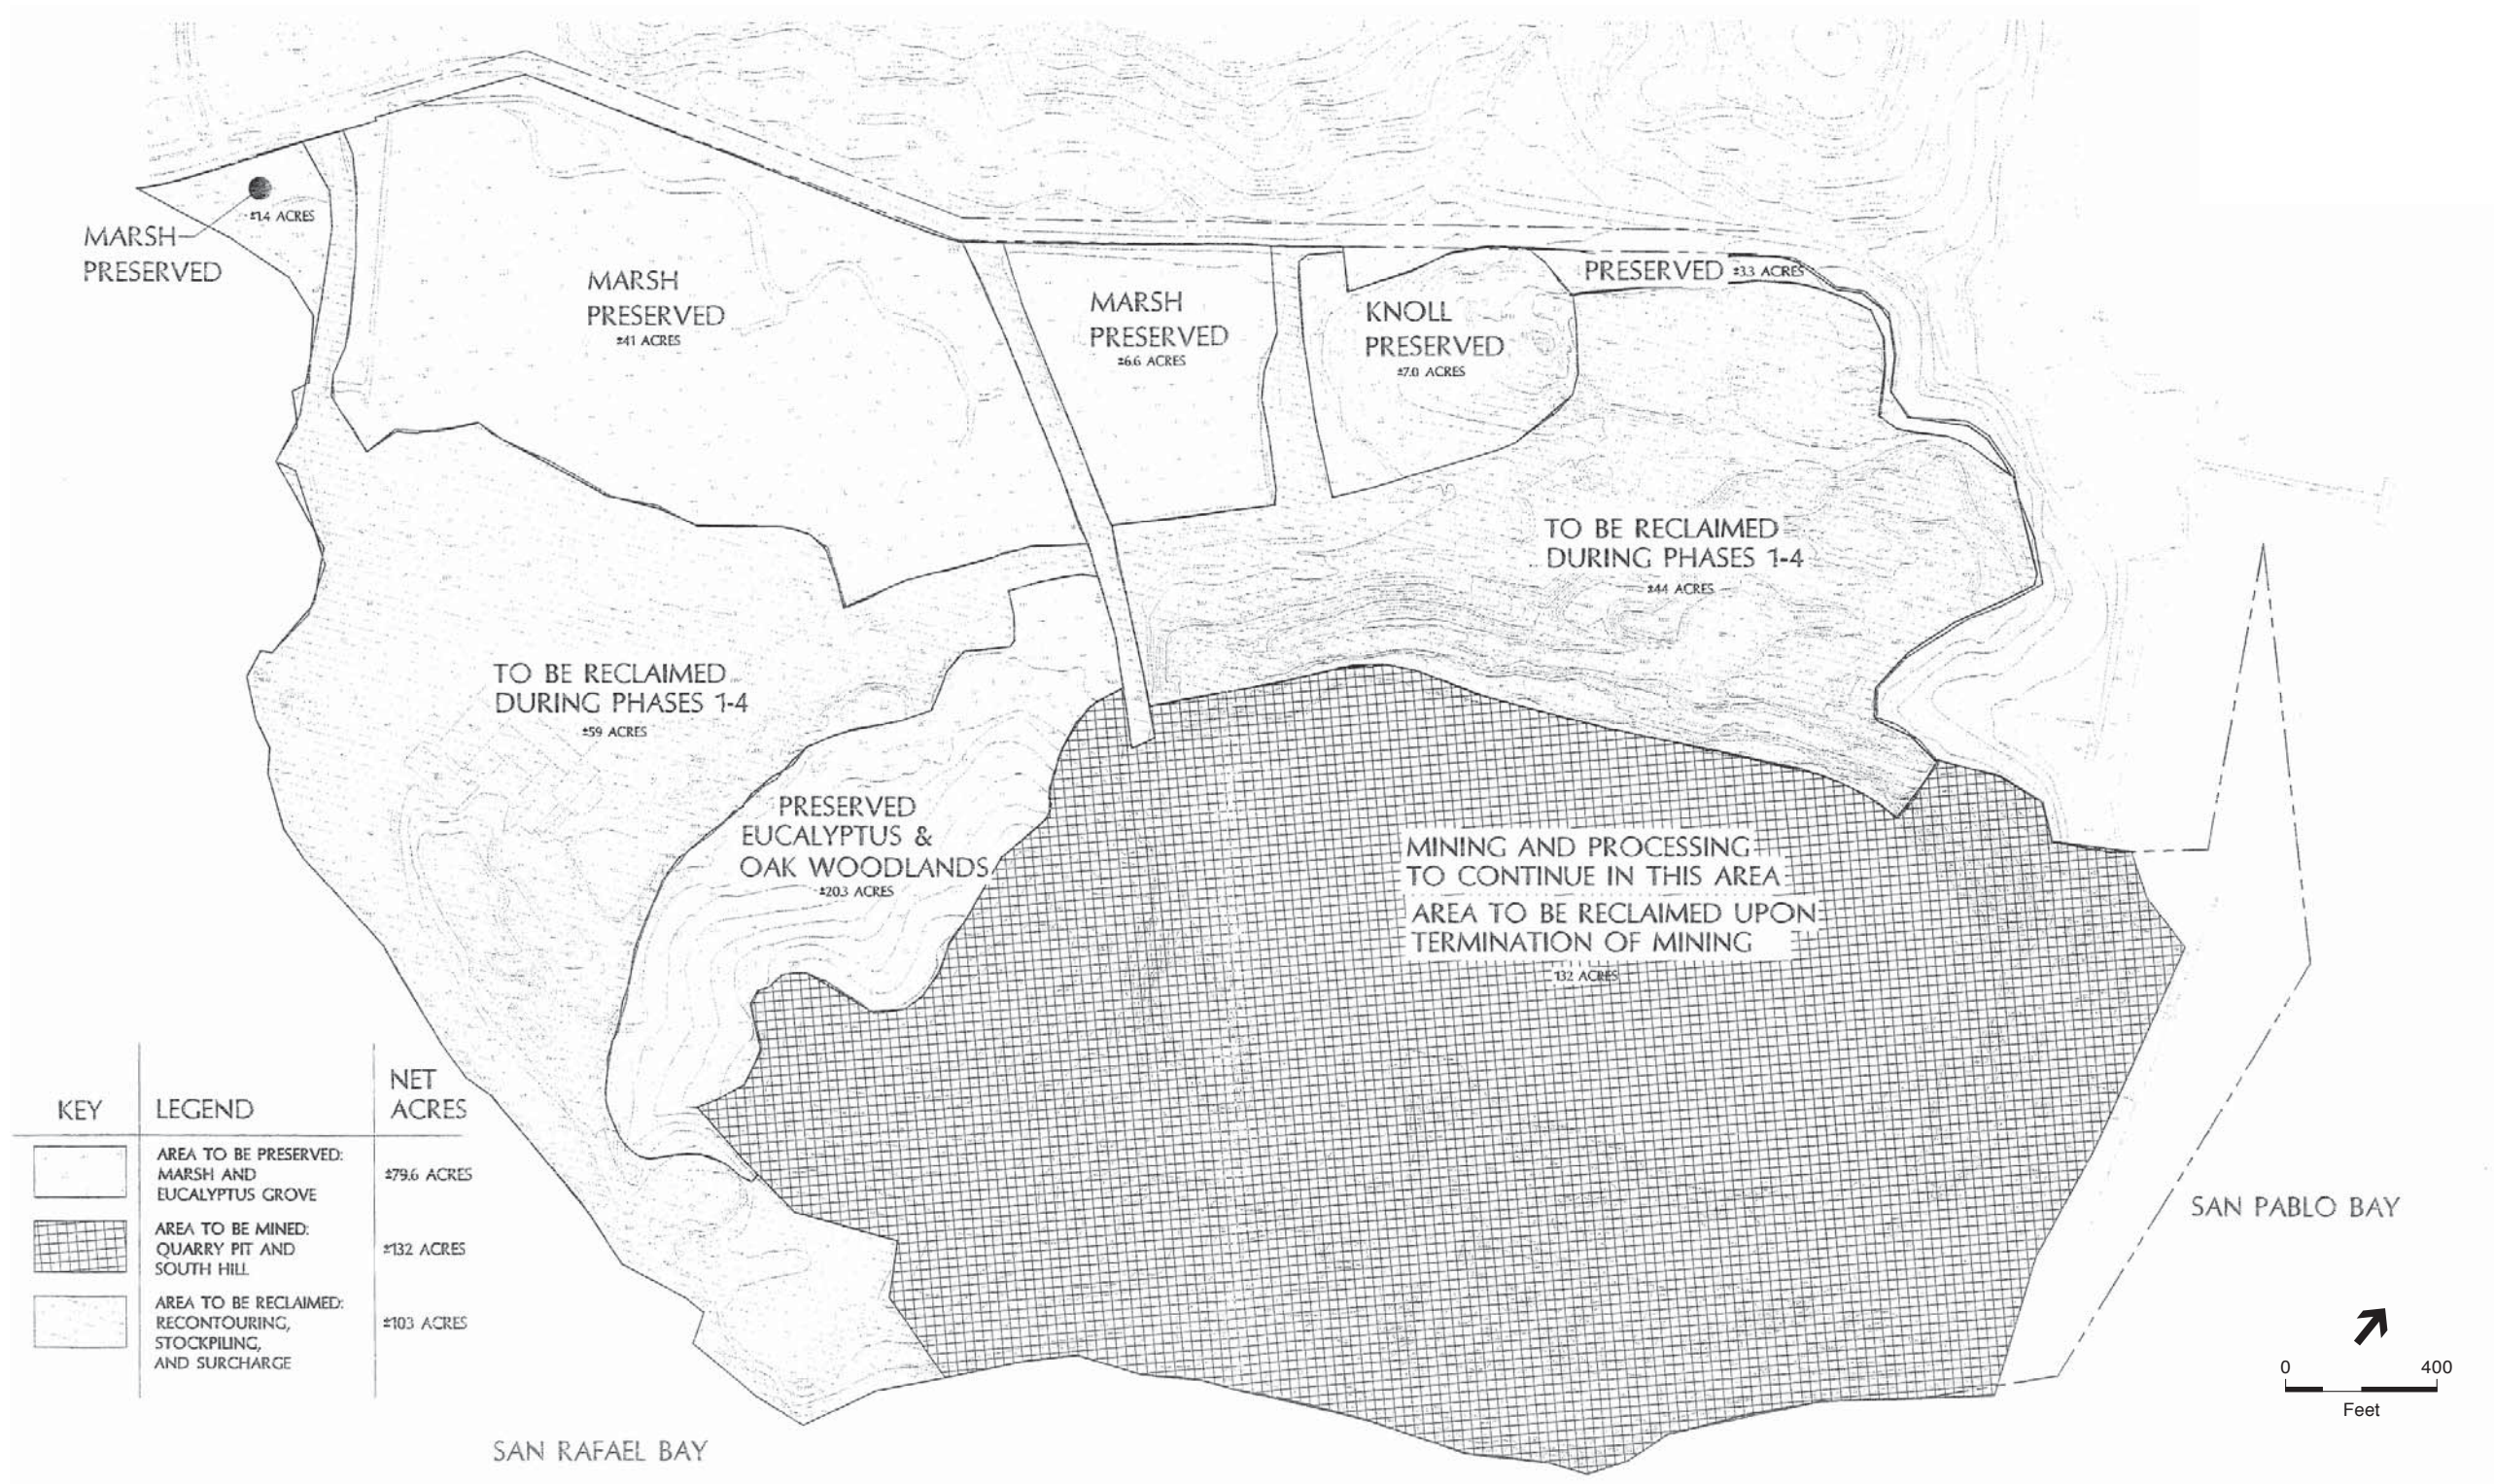 ±1.4 ACRES
MARSH
PRESERVED
MARSH
PRESERVED
±41 ACRES
MARSH
PRESERVED
±6.6 ACRES
KNOLL
PRESERVED
±7.0 ACRES
PRESERVED ±3.3 ACRES
TO BE RECLAIMED
DURING PHASES 1-4
±44 ACRES
TO BE RECLAIMED
DURING PHASES 1-4
±59 ACRES
PRESERVED
EUCALYPTUS &
OAK WOODLANDS
±20.3 ACRES
MINING AND PROCESSING
TO CONTINUE IN THIS AREA
AREA TO BE RECLAIMED UPON
TERMINATION OF MINING
132 ACRES
KEY
LEGEND
NET
ACRES
AREA TO BE PRESERVED:
MARSH AND
EUCALYPTUS GROVE
±79.6 ACRES
AREA TO BE MINED:
QUARRY PIT AND
SOUTH HILL
±132 ACRES
AREA TO BE RECLAIMED:
RECONTOURING,
STOCKPILING,
AND SURCHARGE
±103 ACRES
SAN PABLO BAY
SAN RAFAEL BAY
0 400
Feet